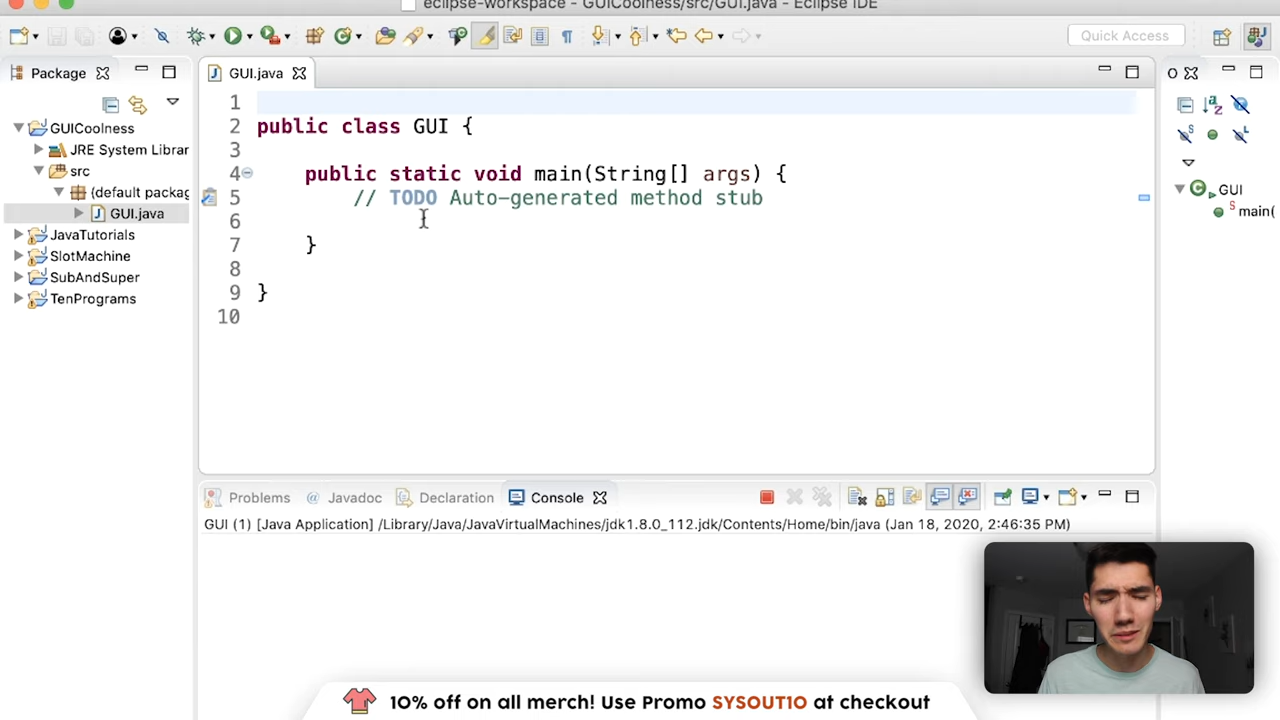 eclipse-workspace - GUICoolness/src/GUI.java - Eclipse IDE
Quick Access
Package
GUICoolness
JRE System Librar
src
(default packag
GUI.java
JavaTutorials
SlotMachine
SubAndSuper
TenPrograms
GUI.java
1
2 public class GUI {
3
4 public static void main(String[] args) {
5 // TODO Auto-generated method stub
6
7 }
8
9 }
10
O
GUI
main(
Problems @ Javadoc Declaration Console
GUI (1) [Java Application] /Library/Java/JavaVirtualMachines/jdk1.8.0_112.jdk/Contents/Home/bin/java (Jan 18, 2020, 2:46:35 PM)
10% off on all merch! Use Promo SYSOUT10 at checkout